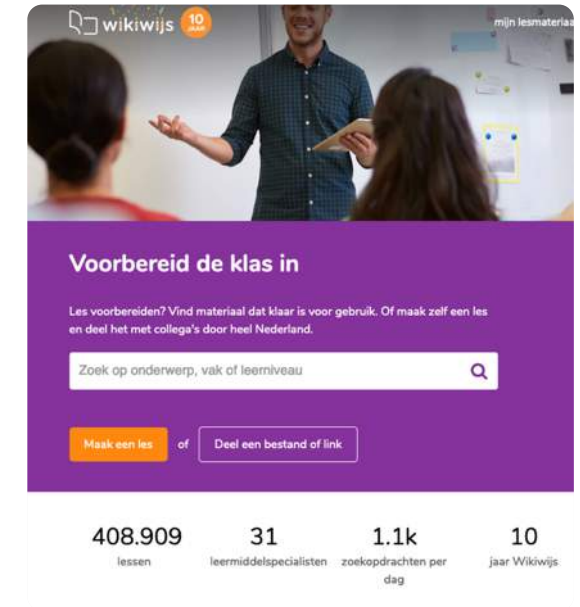 wikiwijs 10
JAAR
mijn lesmateriaa
Voorbereid de klas in
Les voorbereiden? Vind materiaal dat klaar is voor gebruik. Of maak zelf een les
en deel het met collega's door heel Nederland.
Zoek op onderwerp, vak of leerniveau
Maak een les of Deel een bestand of link
408.909 31 1.1k 10
lessen leermiddelspecialisten zoekopdrachten per jaar Wikiwijs
dag